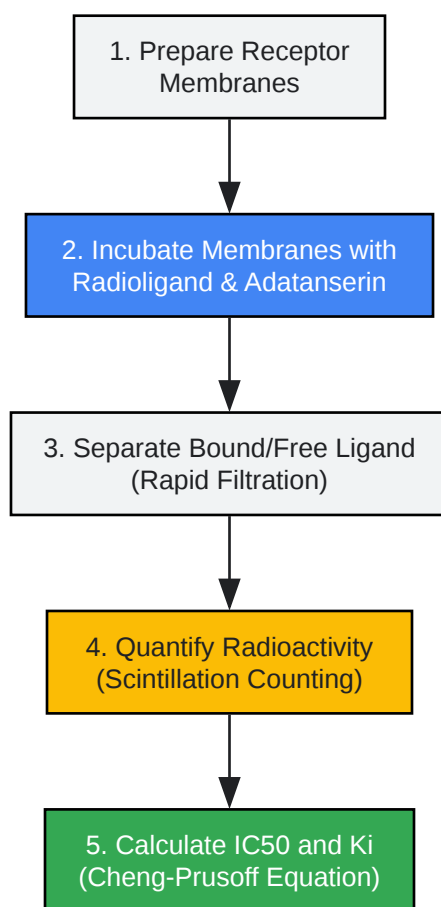 1. Prepare Receptor
Membranes
2. Incubate Membranes with
Radioligand & Adatanserin
3. Separate Bound/Free Ligand
(Rapid Filtration)
4. Quantify Radioactivity
(Scintillation Counting)
5. Calculate IC50 and Ki
(Cheng-Prusoff Equation)